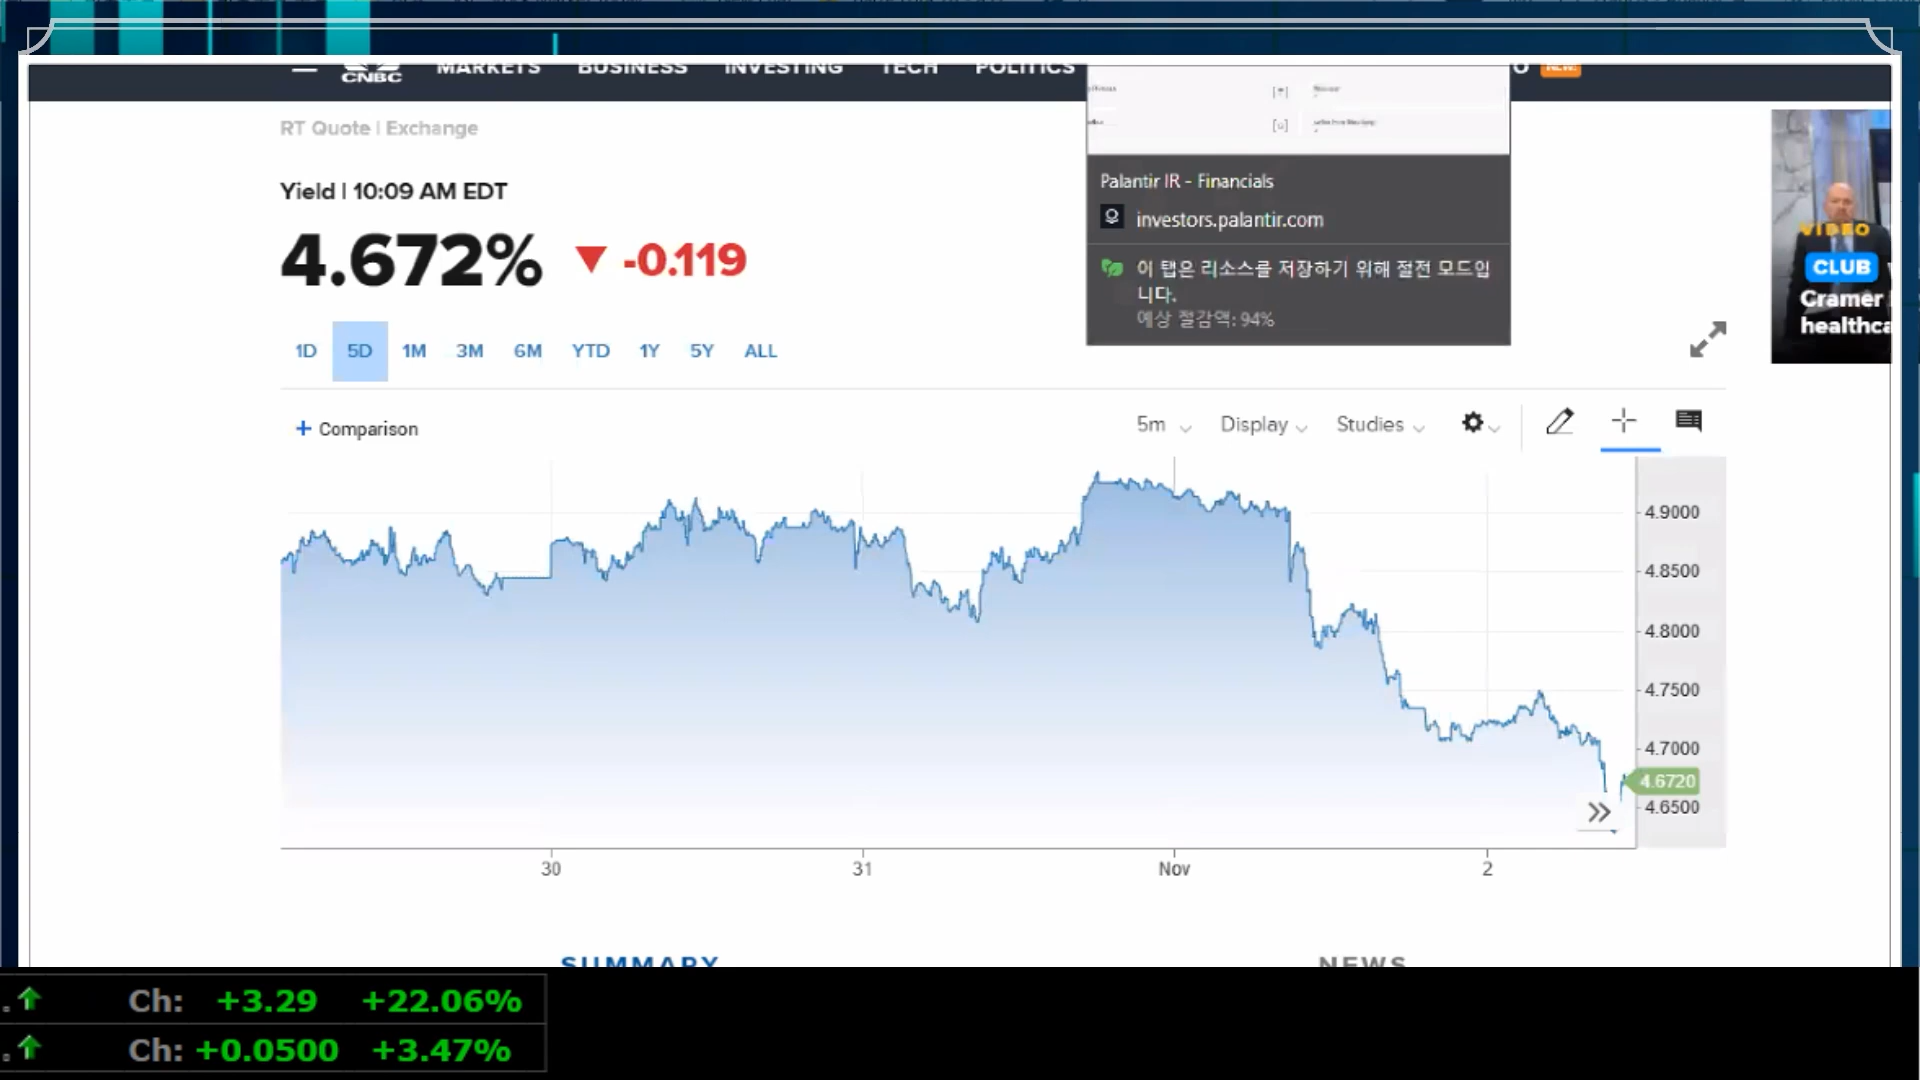 CNBC
MARKETS BUSINESS INVESTING TECH POLITICS
O NEW!
RT Quote | Exchange
Palantir IR - Financials
investors.palantir.com
이 탭은 리소스를 저장하기 위해 절전 모드입
니다.
예상 절감액: 94%
Yield | 10:09 AM EDT
4.672% ▼ -0.119
VIDEO
CLUB
Cramer
healthca
1D 5D 1M 3M 6M YTD 1Y 5Y ALL
+ Comparison
5m Display Studies
4.9000
4.8500
4.8000
4.7500
4.7000
4.6720
4.6500
30 31 Nov 2
SUMMARY NEWS
Ch: +3.29 +22.06%
Ch: +0.0500 +3.47%